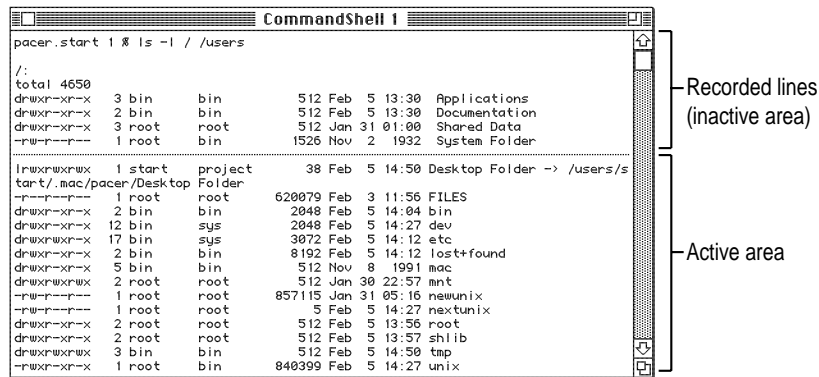 CommandShell 1
pacer.start 1 % ls -l / /users
/:
total 4650
drwxr-xr-x   3 bin      bin          512 Feb  5 13:30  Applications
drwxr-xr-x   2 bin      bin          512 Feb  5 13:30  Documentation
drwxr-xr-x   3 root     root         512 Jan 31 01:00  Shared Data
-rw-r--r--   1 root     bin         1526 Nov  2  1932  System Folder
lrwxrwxrwx   1 start    project       38 Feb  5 14:50 Desktop Folder -> /users/s
tart/.mac/pacer/Desktop Folder
-r--r--r--   1 root     root      620079 Feb  3 11:56 FILES
drwxr-xr-x   2 bin      bin         2048 Feb  5 14:04 bin
drwxr-xr-x  12 bin      sys         2048 Feb  5 14:27 dev
drwxrwxr-x  17 bin      sys         3072 Feb  5 14:12 etc
drwxr-xr-x   2 bin      bin         8192 Feb  5 14:12 lost+found
drwxr-xr-x   5 bin      bin          512 Nov  8  1991 mac
drwxrwxrwx   2 root     root         512 Jan 30 22:57 mnt
-rw-r--r--   1 root     root      857115 Jan 31 05:16 newunix
-rw-r--r--   1 root     root           5 Feb  5 14:27 nextunix
drwxr-xr-x   2 root     root         512 Feb  5 13:56 root
drwxr-xr-x   2 root     root         512 Feb  5 13:57 shlib
drwxrwxrwx   3 bin      bin          512 Feb  5 14:50 tmp
-rwxr-xr-x   1 root     bin       840399 Feb  5 14:27 unix
Recorded lines
(inactive area)
Active area